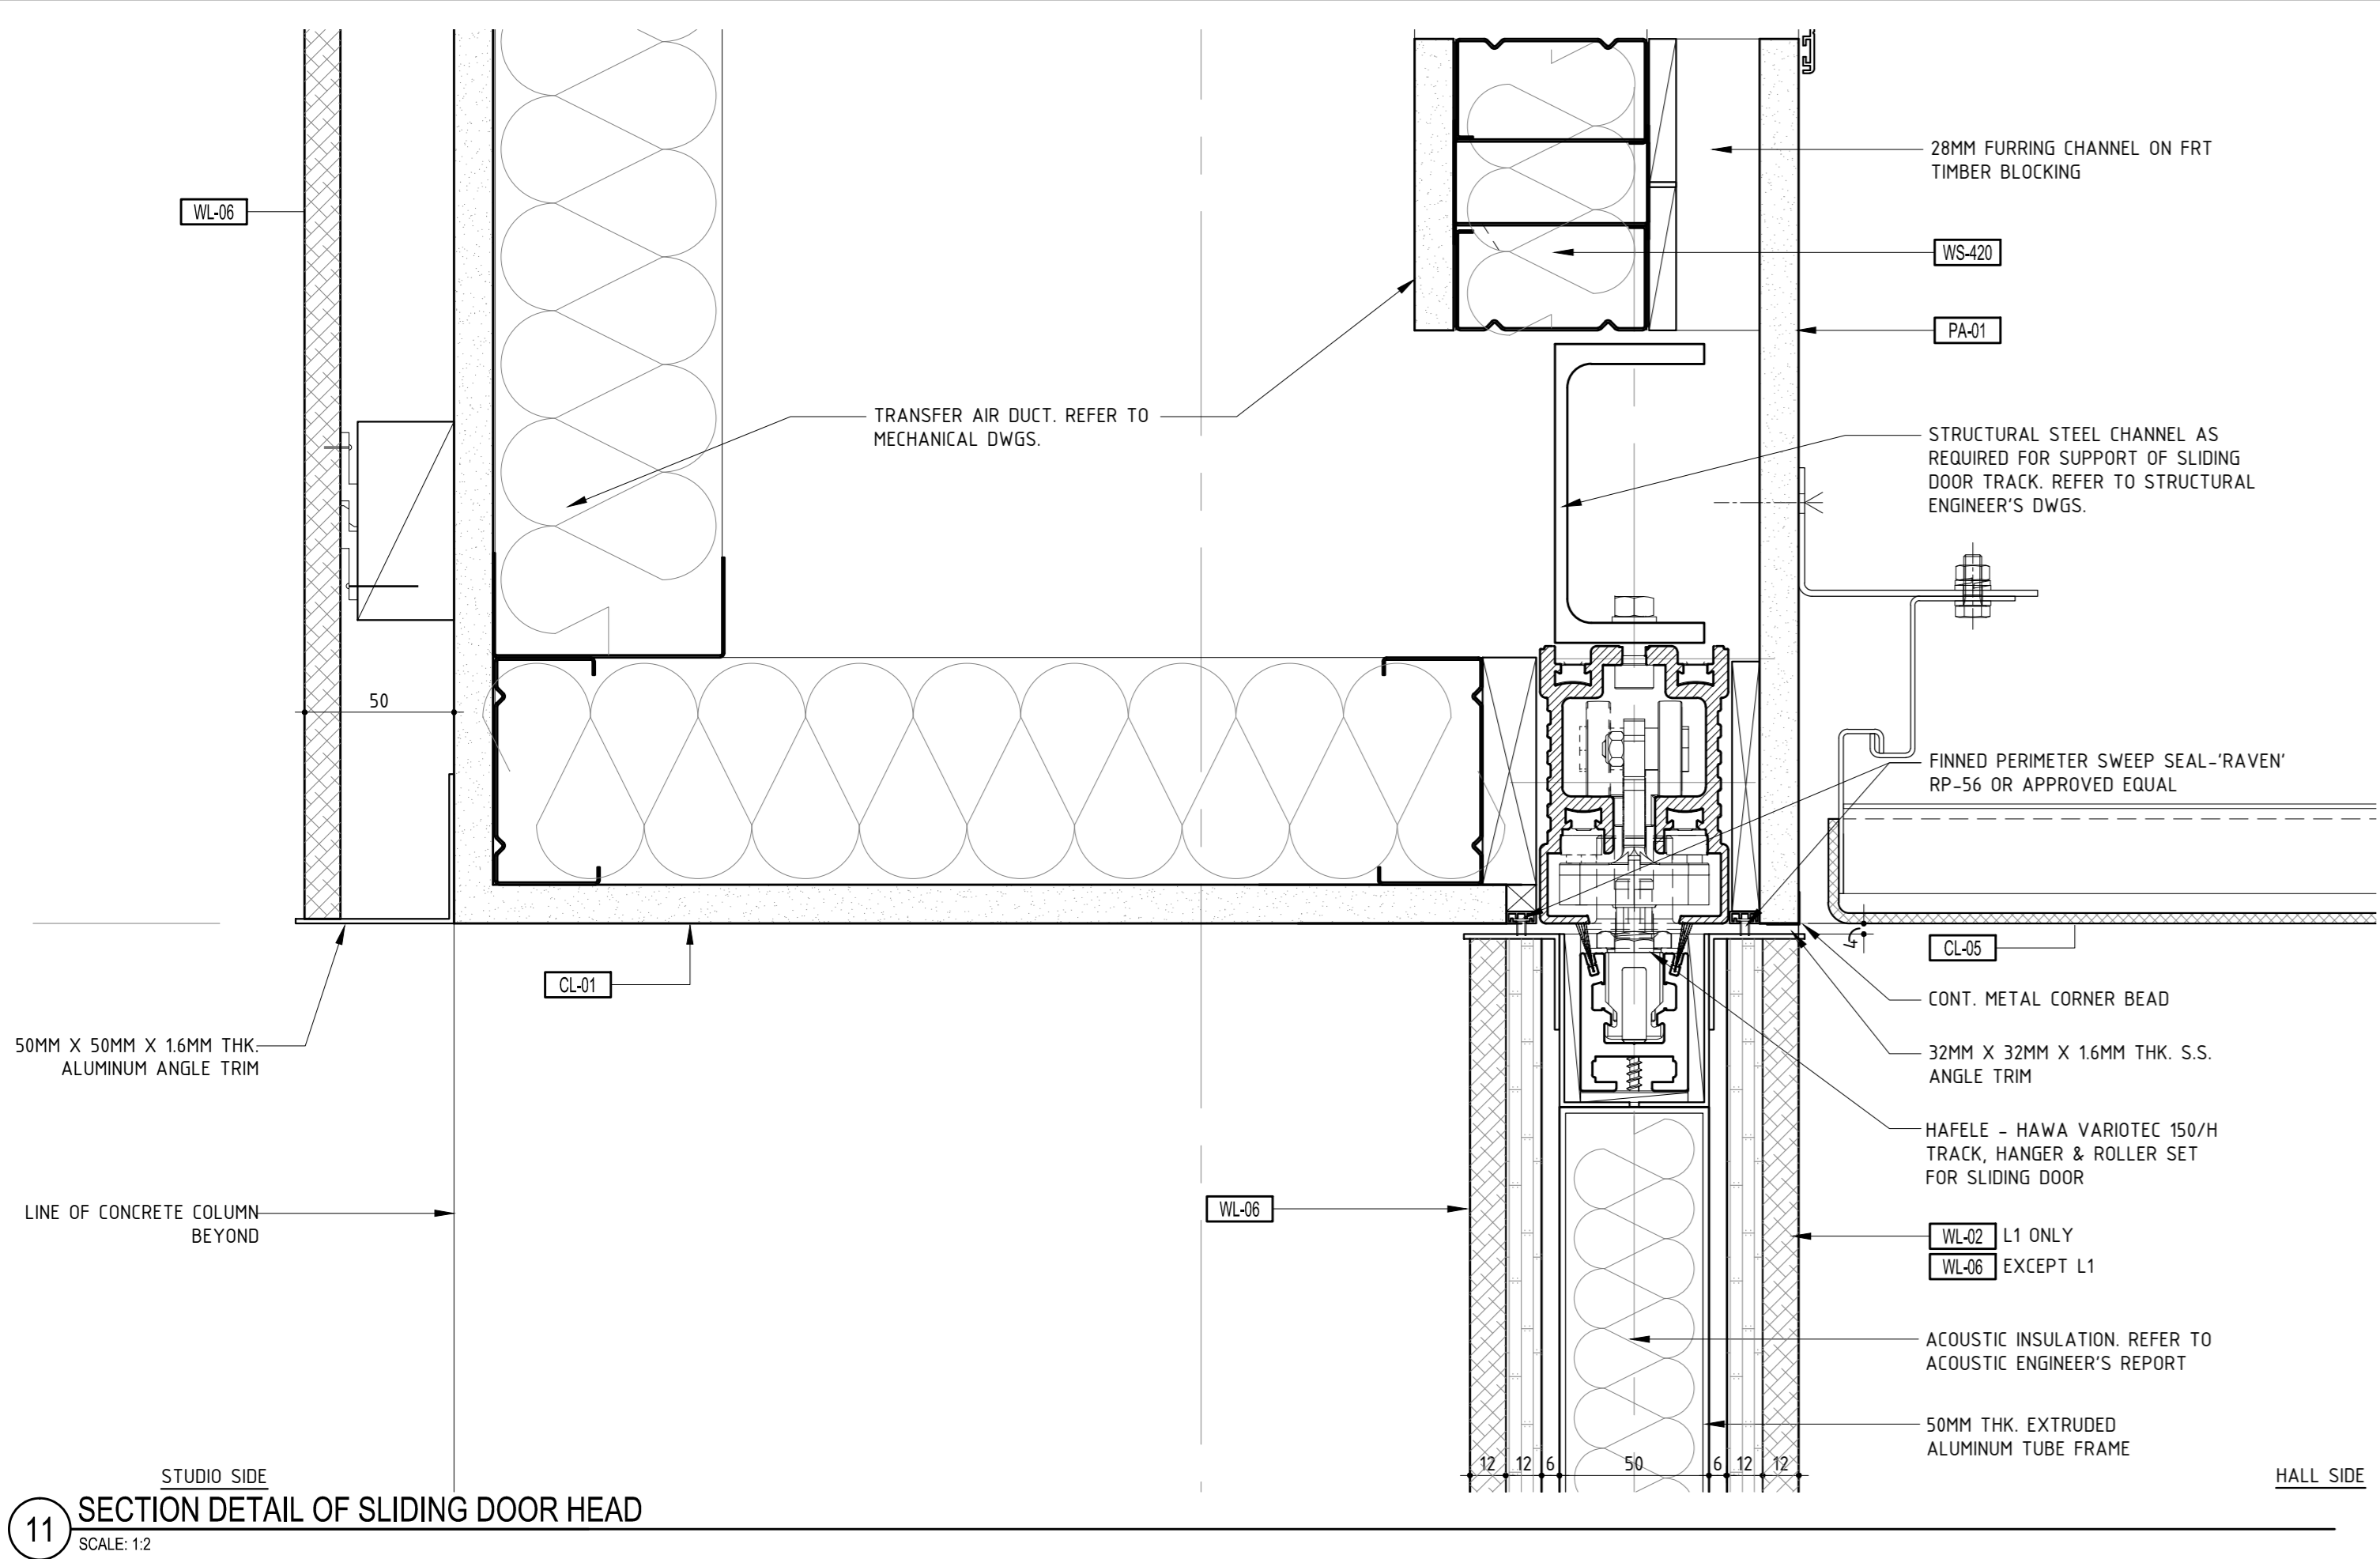 28MM FURRING CHANNEL ON FRT
TIMBER BLOCKING
WL-06
WS-420
PA-01
TRANSFER AIR DUCT. REFER TO
MECHANICAL DWGS.
STRUCTURAL STEEL CHANNEL AS
REQUIRED FOR SUPPORT OF SLIDING
DOOR TRACK. REFER TO STRUCTURAL
ENGINEER'S DWGS.
50
FINNED PERIMETER SWEEP SEAL-'RAVEN'
RP-56 OR APPROVED EQUAL
4
CL-05
CL-01
CONT. METAL CORNER BEAD
50MM X 50MM X 1.6MM THK.
ALUMINUM ANGLE TRIM
32MM X 32MM X 1.6MM THK. S.S.
ANGLE TRIM
HAFELE - HAWA VARIOTEC 150/H
TRACK, HANGER & ROLLER SET
FOR SLIDING DOOR
LINE OF CONCRETE COLUMN
BEYOND
WL-06
WL-02 L1 ONLY
WL-06 EXCEPT L1
ACOUSTIC INSULATION. REFER TO
ACOUSTIC ENGINEER'S REPORT
50MM THK. EXTRUDED
ALUMINUM TUBE FRAME
12 12 6 50 6 12 12
STUDIO SIDE
HALL SIDE
11 SECTION DETAIL OF SLIDING DOOR HEAD
SCALE: 1:2